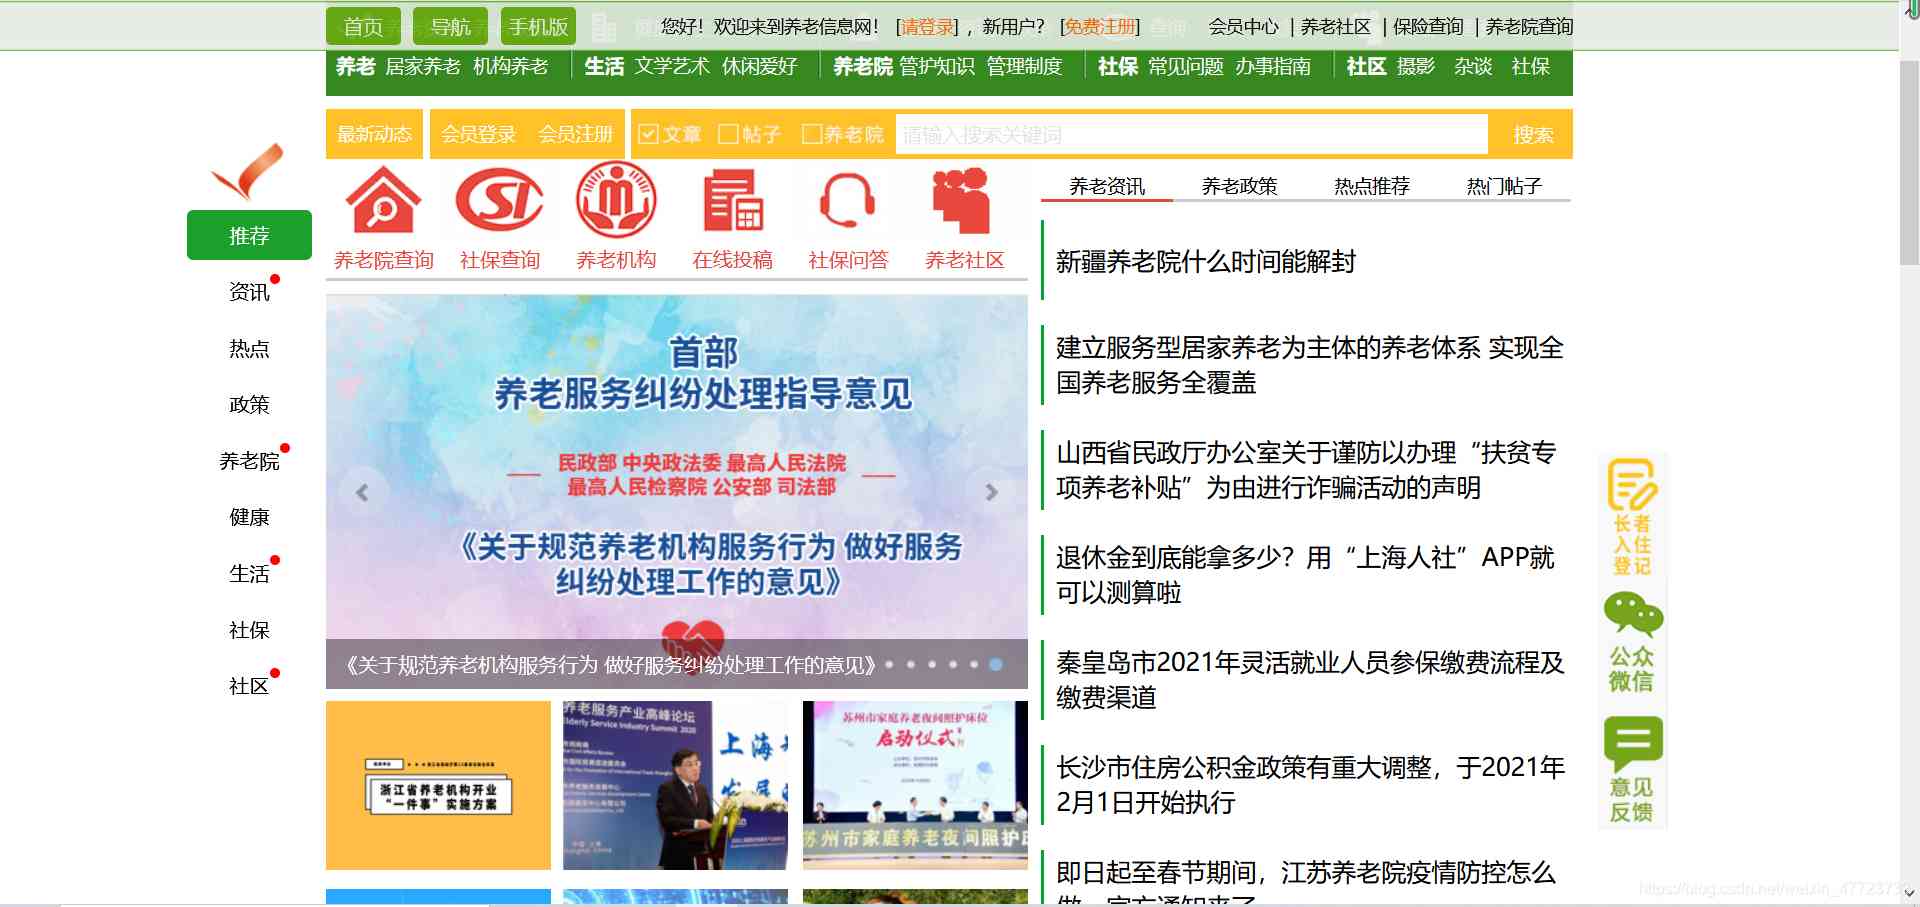 首页 导航 手机版 您好！欢迎来到养老信息网！ [请登录] ，新用户？ [免费注册] 会员中心 | 养老社区 | 保险查询 | 养老院查询
养老 居家养老 机构养老 生活 文学艺术 休闲爱好 养老院 管护知识 管理制度 社保 常见问题 办事指南 社区 摄影 杂谈 社保
最新动态 会员登录 会员注册 文章 帖子 养老院 请输入搜索关键词 搜索
推荐
资讯
热点
政策
养老院
健康
生活
社保
社区
SI
养老院查询 社保查询 养老机构 在线投稿 社保问答 养老社区
首部
养老服务纠纷处理指导意见
民政部 中央政法委 最高人民法院
最高人民检察院 公安部 司法部
《关于规范养老机构服务行为 做好服务
纠纷处理工作的意见》
《关于规范养老机构服务行为 做好服务纠纷处理工作的意见》
浙江省养老机构开业
“一件事”实施方案
养老服务产业高峰论坛
Elderly Service Industry Summit 2020
上海
发展
苏州市家庭养老夜间照护床位
启动仪式
苏州市家庭养老夜间照护
养老资讯 养老政策 热点推荐 热门帖子
新疆养老院什么时间能解封
建立服务型居家养老为主体的养老体系 实现全
国养老服务全覆盖
山西省民政厅办公室关于谨防以办理“扶贫专
项养老补贴”为由进行诈骗活动的声明
退休金到底能拿多少？用“上海人社”APP就
可以测算啦
秦皇岛市2021年灵活就业人员参保缴费流程及
缴费渠道
长沙市住房公积金政策有重大调整，于2021年
2月1日开始执行
即日起至春节期间，江苏养老院疫情防控怎么
做，官方通知来了
长者
入住
登记
公众
微信
意见
反馈